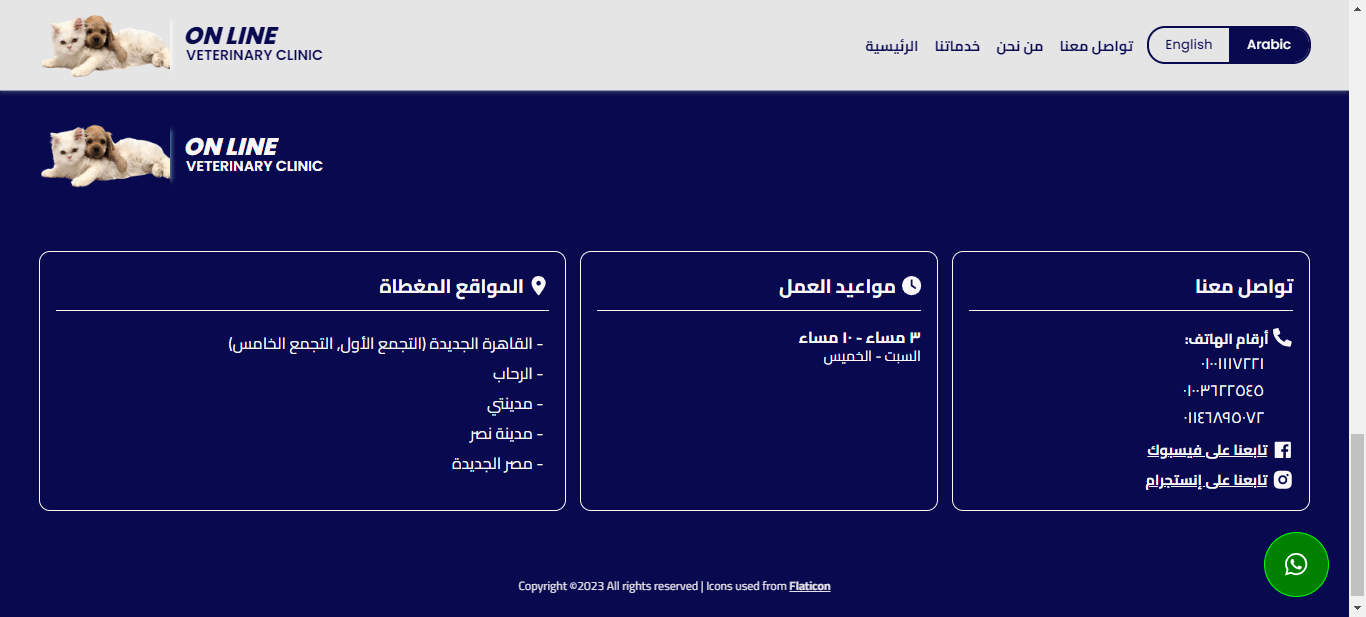 ON LINE
VETERINARY CLINIC
الرئيسية
خدماتنا
من نحن
تواصل معنا
English
Arabic
ON LINE
VETERINARY CLINIC
تواصل معنا
أرقام الهاتف:
٠١٠٠١١١٧٢٢١
٠١٠٠٣٦٢٢٥٤٥
٠١١٤٦٨٩٥٠٧٢
تابعنا على فيسبوك
تابعنا على إنستجرام
مواعيد العمل
٣ مساء - ١٠ مساء
السبت - الخميس
المواقع المغطاة
- القاهرة الجديدة (التجمع الأول, التجمع الخامس)
- الرحاب
- مدينتي
- مدينة نصر
- مصر الجديدة
Copyright ©2023 All rights reserved | Icons used from Flaticon